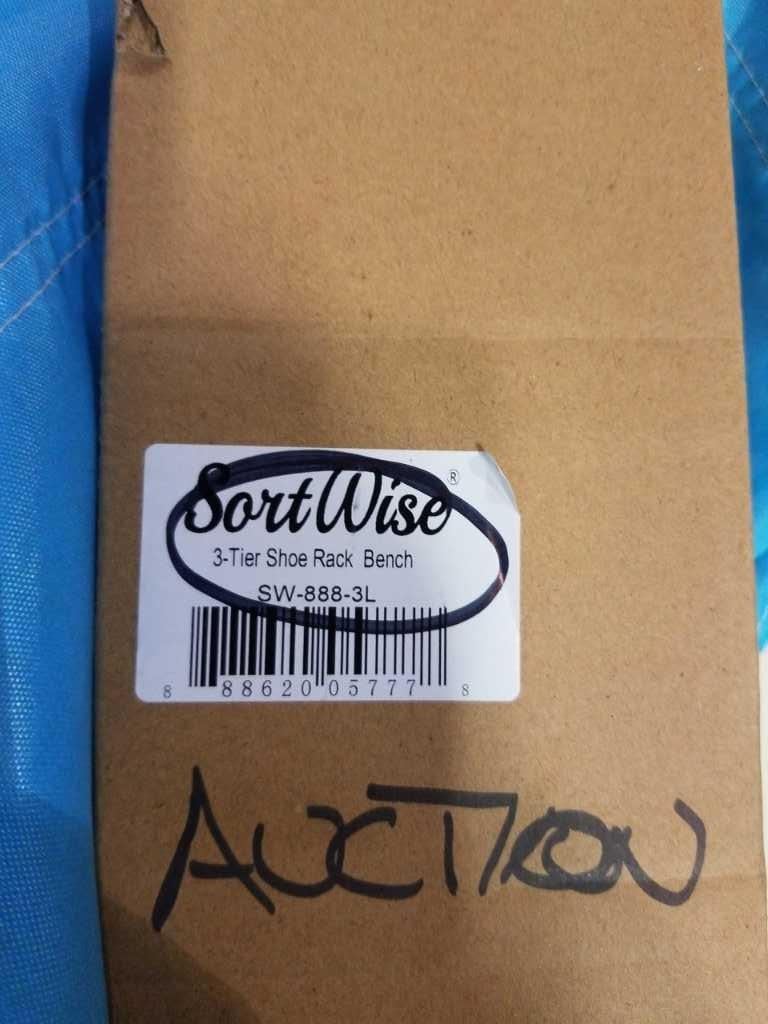 SortWise®
3-Tier Shoe Rack Bench
SW-888-3L
8 88620 05777 8
AUCTION